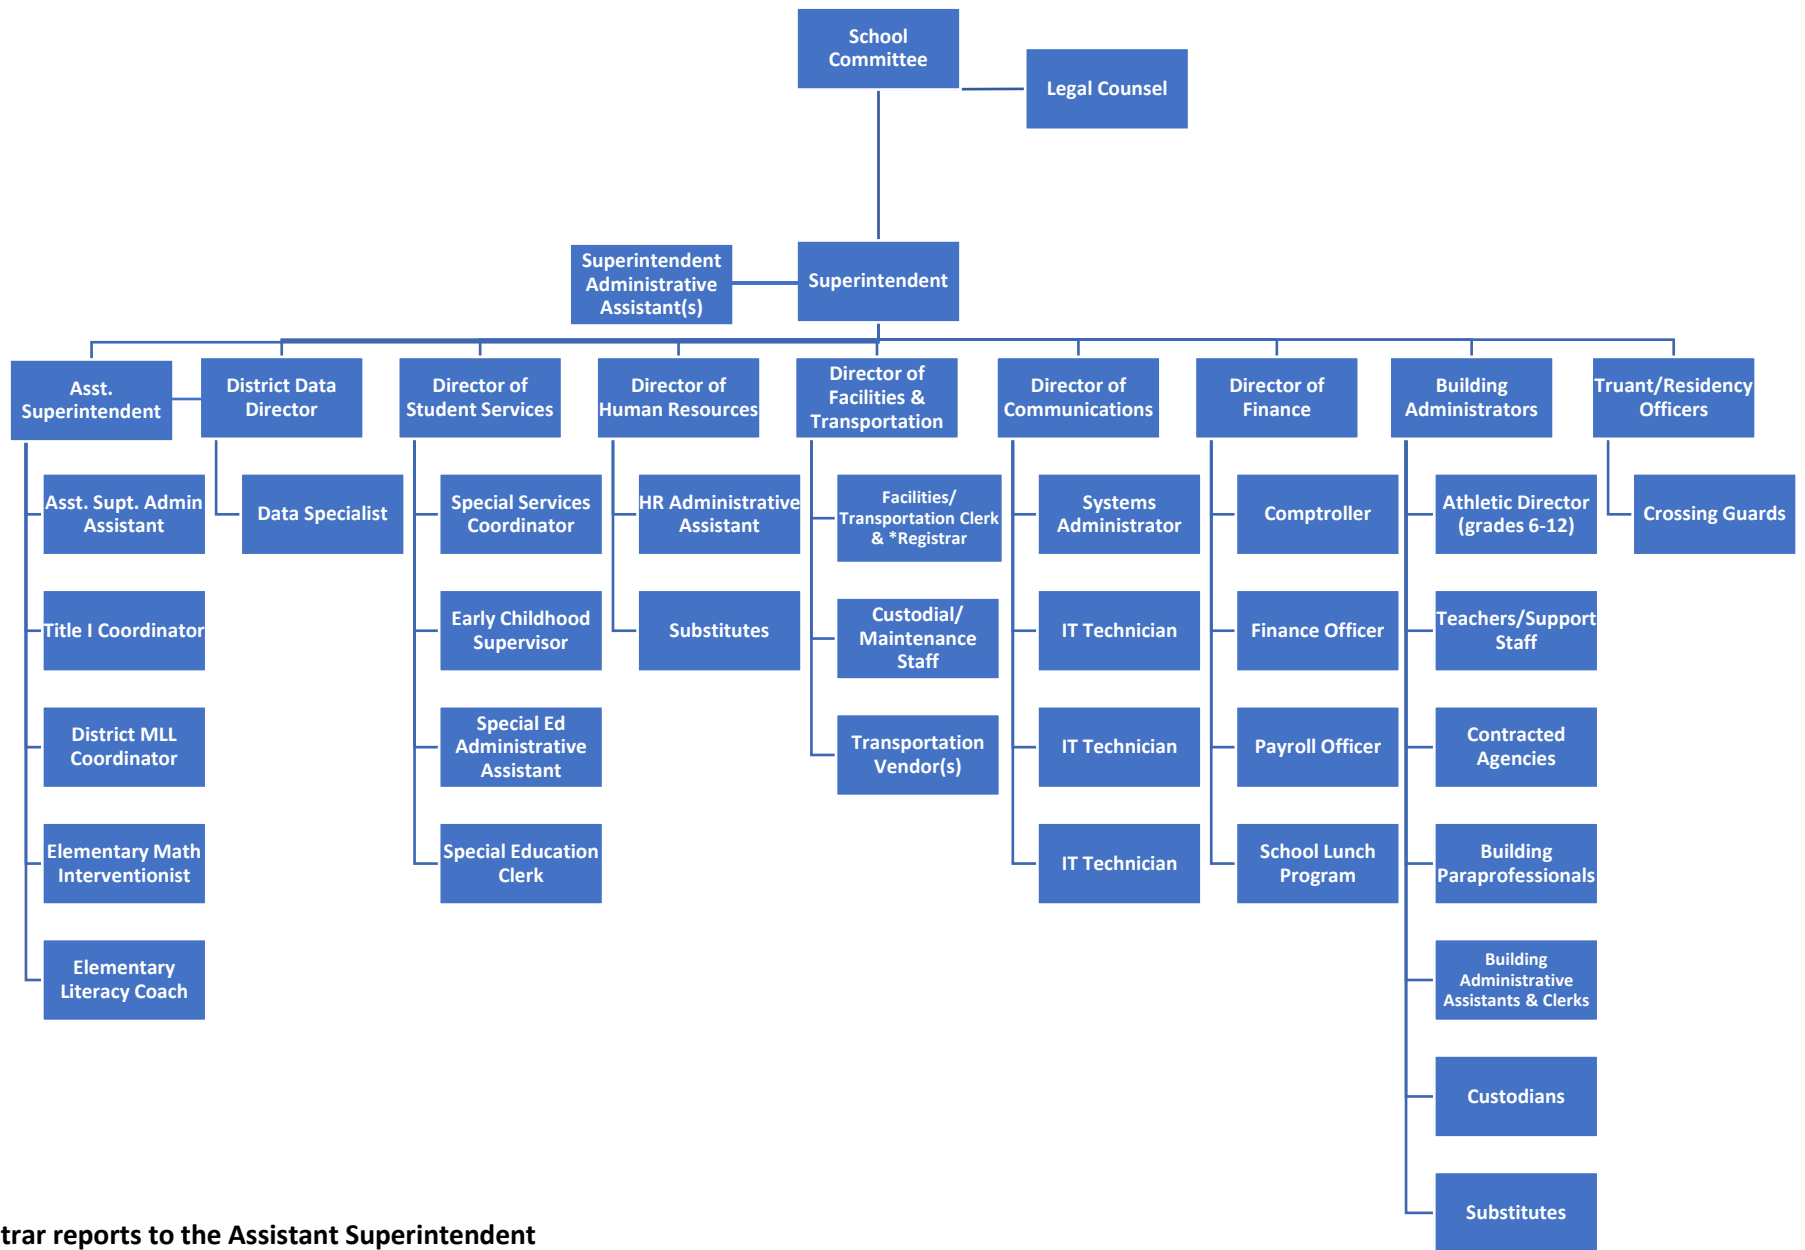 School
Committee
Legal Counsel
Superintendent
Administrative
Assistant(s)
Superintendent
Asst.
Superintendent
District Data
Director
Director of
Student Services
Director of
Human Resources
Director of
Facilities &
Transportation
Director of
Communications
Director of
Finance
Building
Administrators
Truant/Residency
Officers
Asst. Supt. Admin
Assistant
Title I Coordinator
District MLL
Coordinator
Elementary Math
Interventionist
Elementary
Literacy Coach
Data Specialist
Special Services
Coordinator
Early Childhood
Supervisor
Special Ed
Administrative
Assistant
Special Education
Clerk
HR Administrative
Assistant
Substitutes
Facilities/
Transportation Clerk
& *Registrar
Custodial/
Maintenance
Staff
Transportation
Vendor(s)
Systems
Administrator
IT Technician
IT Technician
IT Technician
Comptroller
Finance Officer
Payroll Officer
School Lunch
Program
Athletic Director
(grades 6-12)
Teachers/Support
Staff
Contracted
Agencies
Building
Paraprofessionals
Building
Administrative
Assistants & Clerks
Custodians
Substitutes
Crossing Guards
trar reports to the Assistant Superintendent